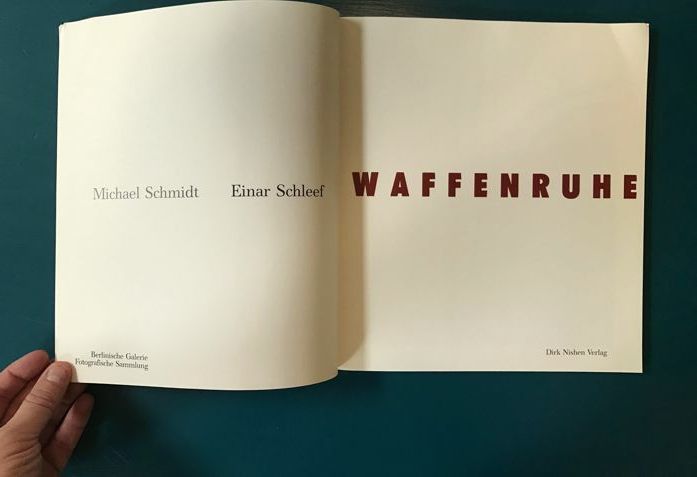 Michael Schmidt Einar Schleef WAFFENRUHE
Berlinische Galerie
Fotografische Sammlung
Dirk Nishen Verlag